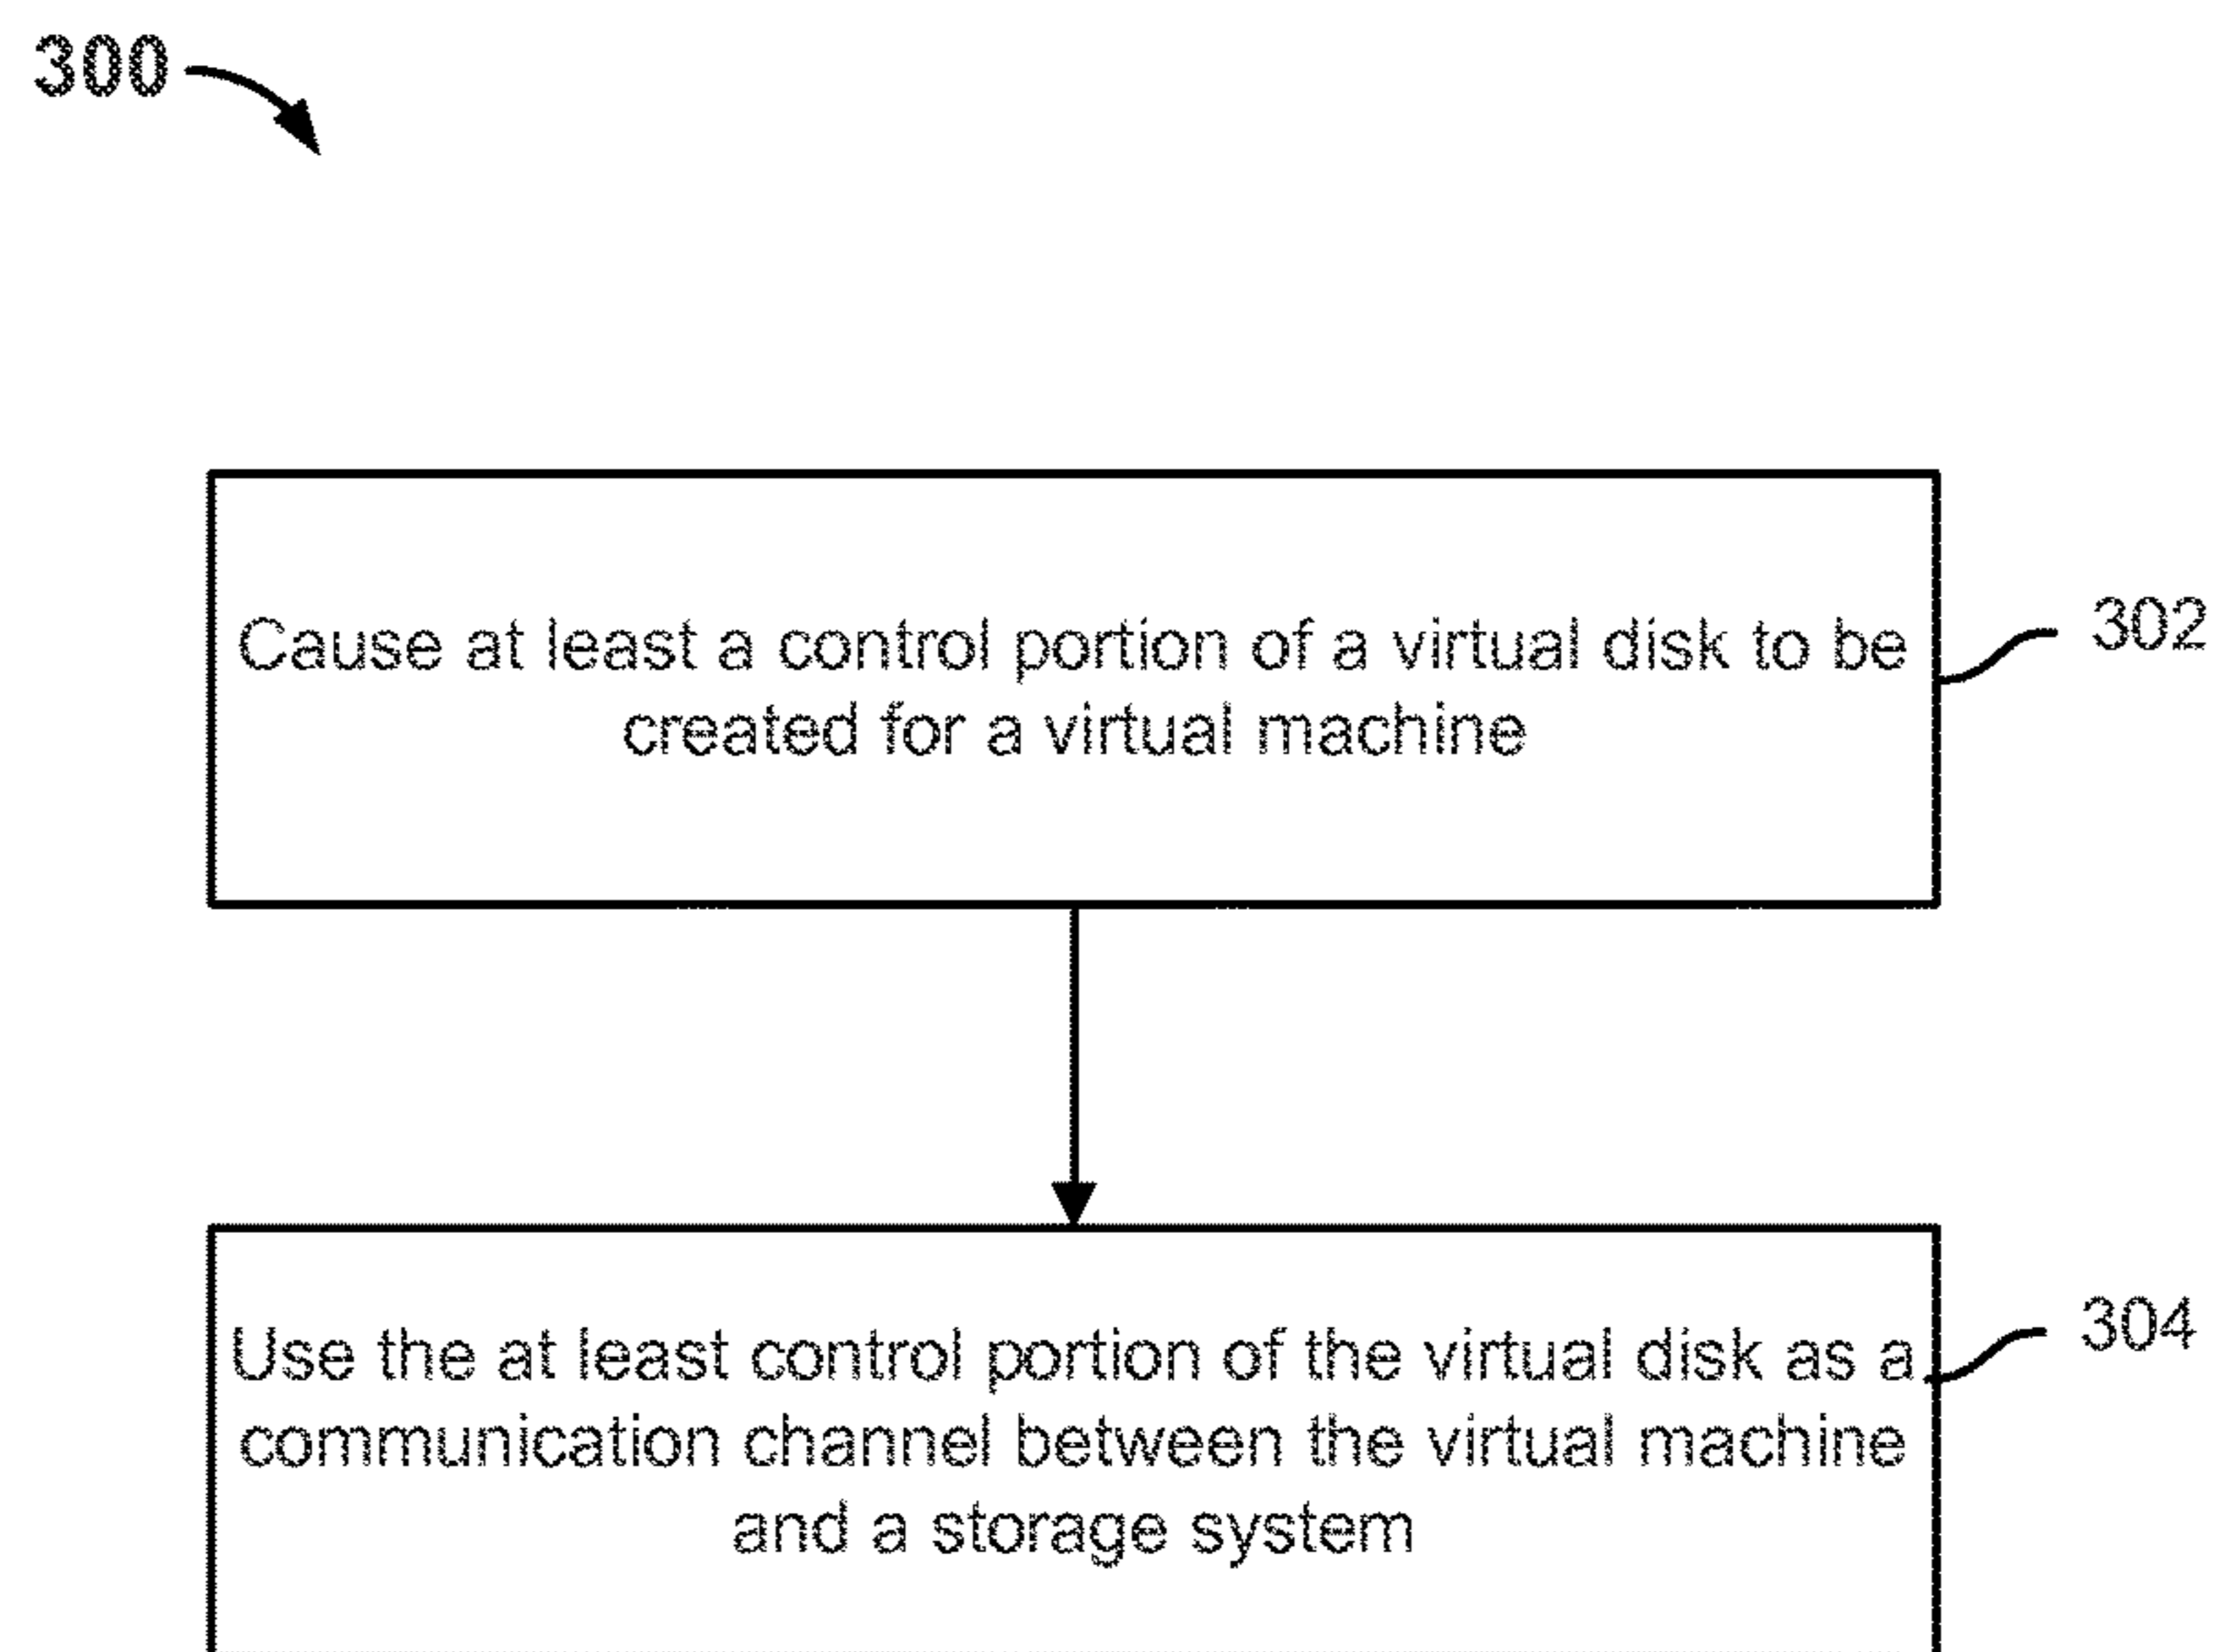 300
Cause at least a control portion of a virtual disk to be
created for a virtual machine
302
Use the at least control portion of the virtual disk as a
communication channel between the virtual machine
and a storage system
304